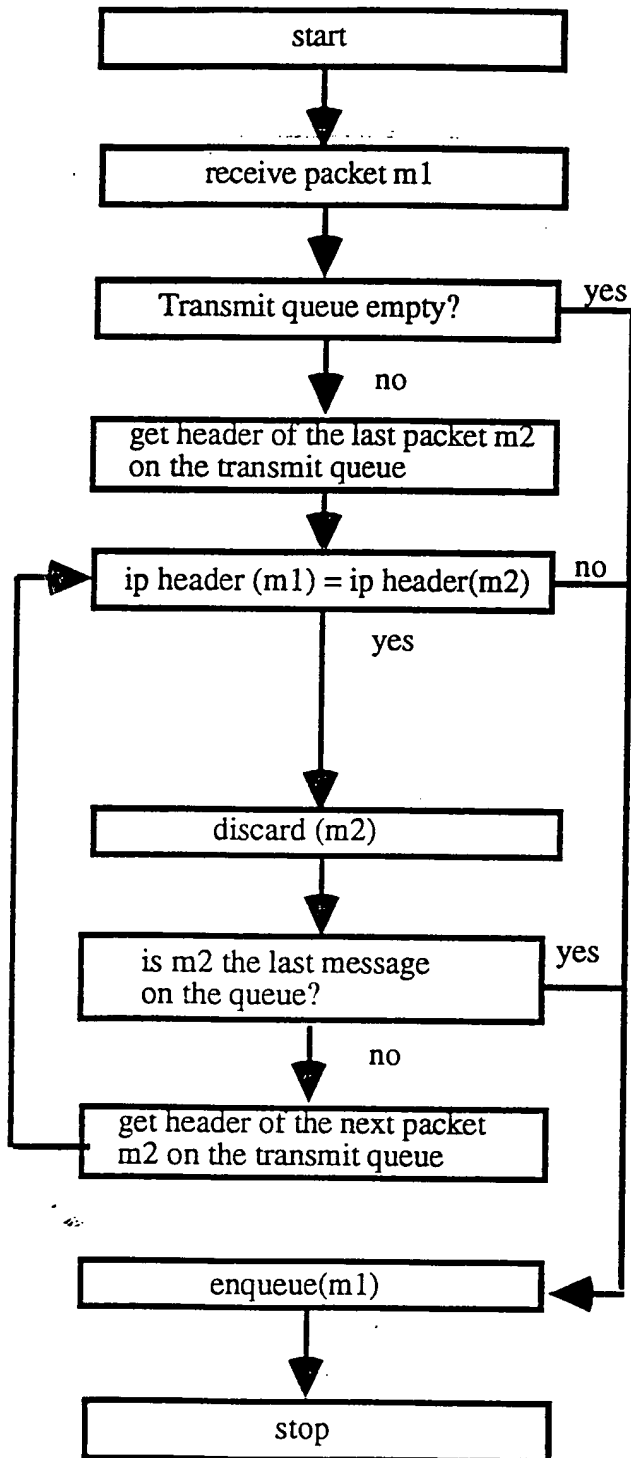 start
receive packet m1
Transmit queue empty?
yes
no
get header of the last packet m2
on the transmit queue
ip header (m1) = ip header(m2)
no
yes
discard (m2)
is m2 the last message
on the queue?
yes
no
get header of the next packet
m2 on the transmit queue
enqueue(m1)
stop